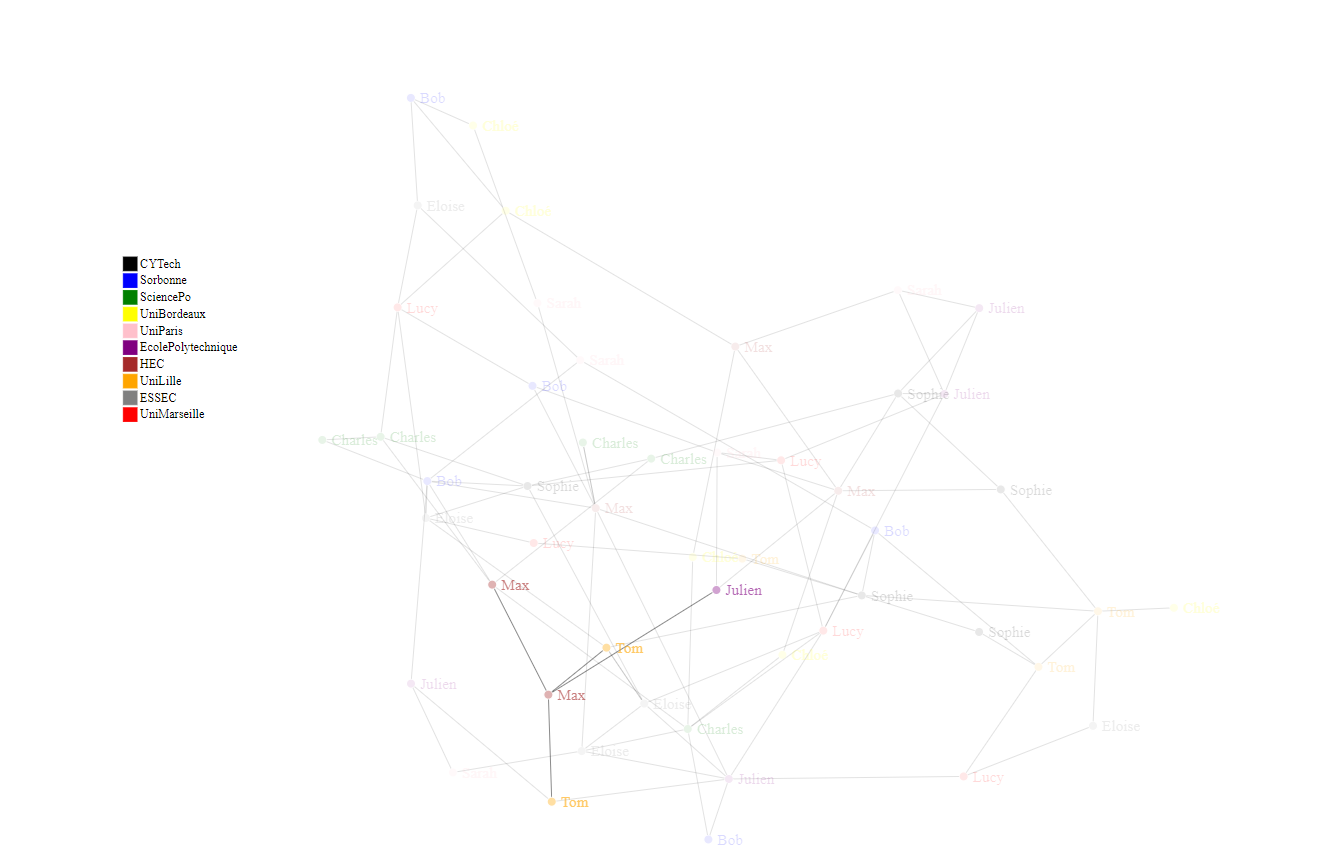 Bob
Chloe
Eloise
Chloe
Sarah
Sarah
Lucy
Julien
Max
Sarah
Bob
Sophie
Julien
Charles
Charles
Charles
Charles
Lucy
Bob
Sophie
Max
Sophie
Max
Eloise
Bob
Lucy
Tom
Max
Julien
Sophie
Chloe
Tom
Lucy
Sophie
Tom
Chloe
Tom
Julien
Max
Eloise
Charles
Eloise
Eloise
Sarah
Julien
Lucy
Tom
Bob
CYTech
Sorbonne
SciencePo
UniBordeaux
UniParis
EcolePolytechnique
HEC
UniLille
ESSEC
UniMarseille